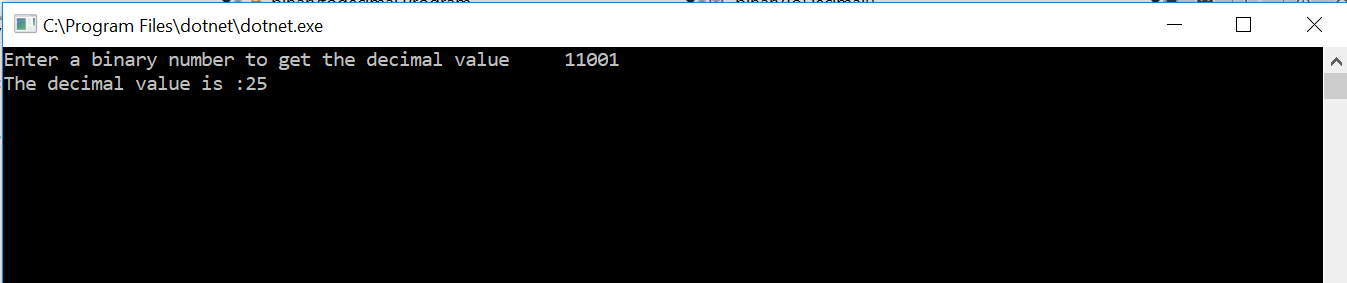 C:\Program Files\dotnet\dotnet.exe
Enter a binary number to get the decimal value     11001
The decimal value is :25